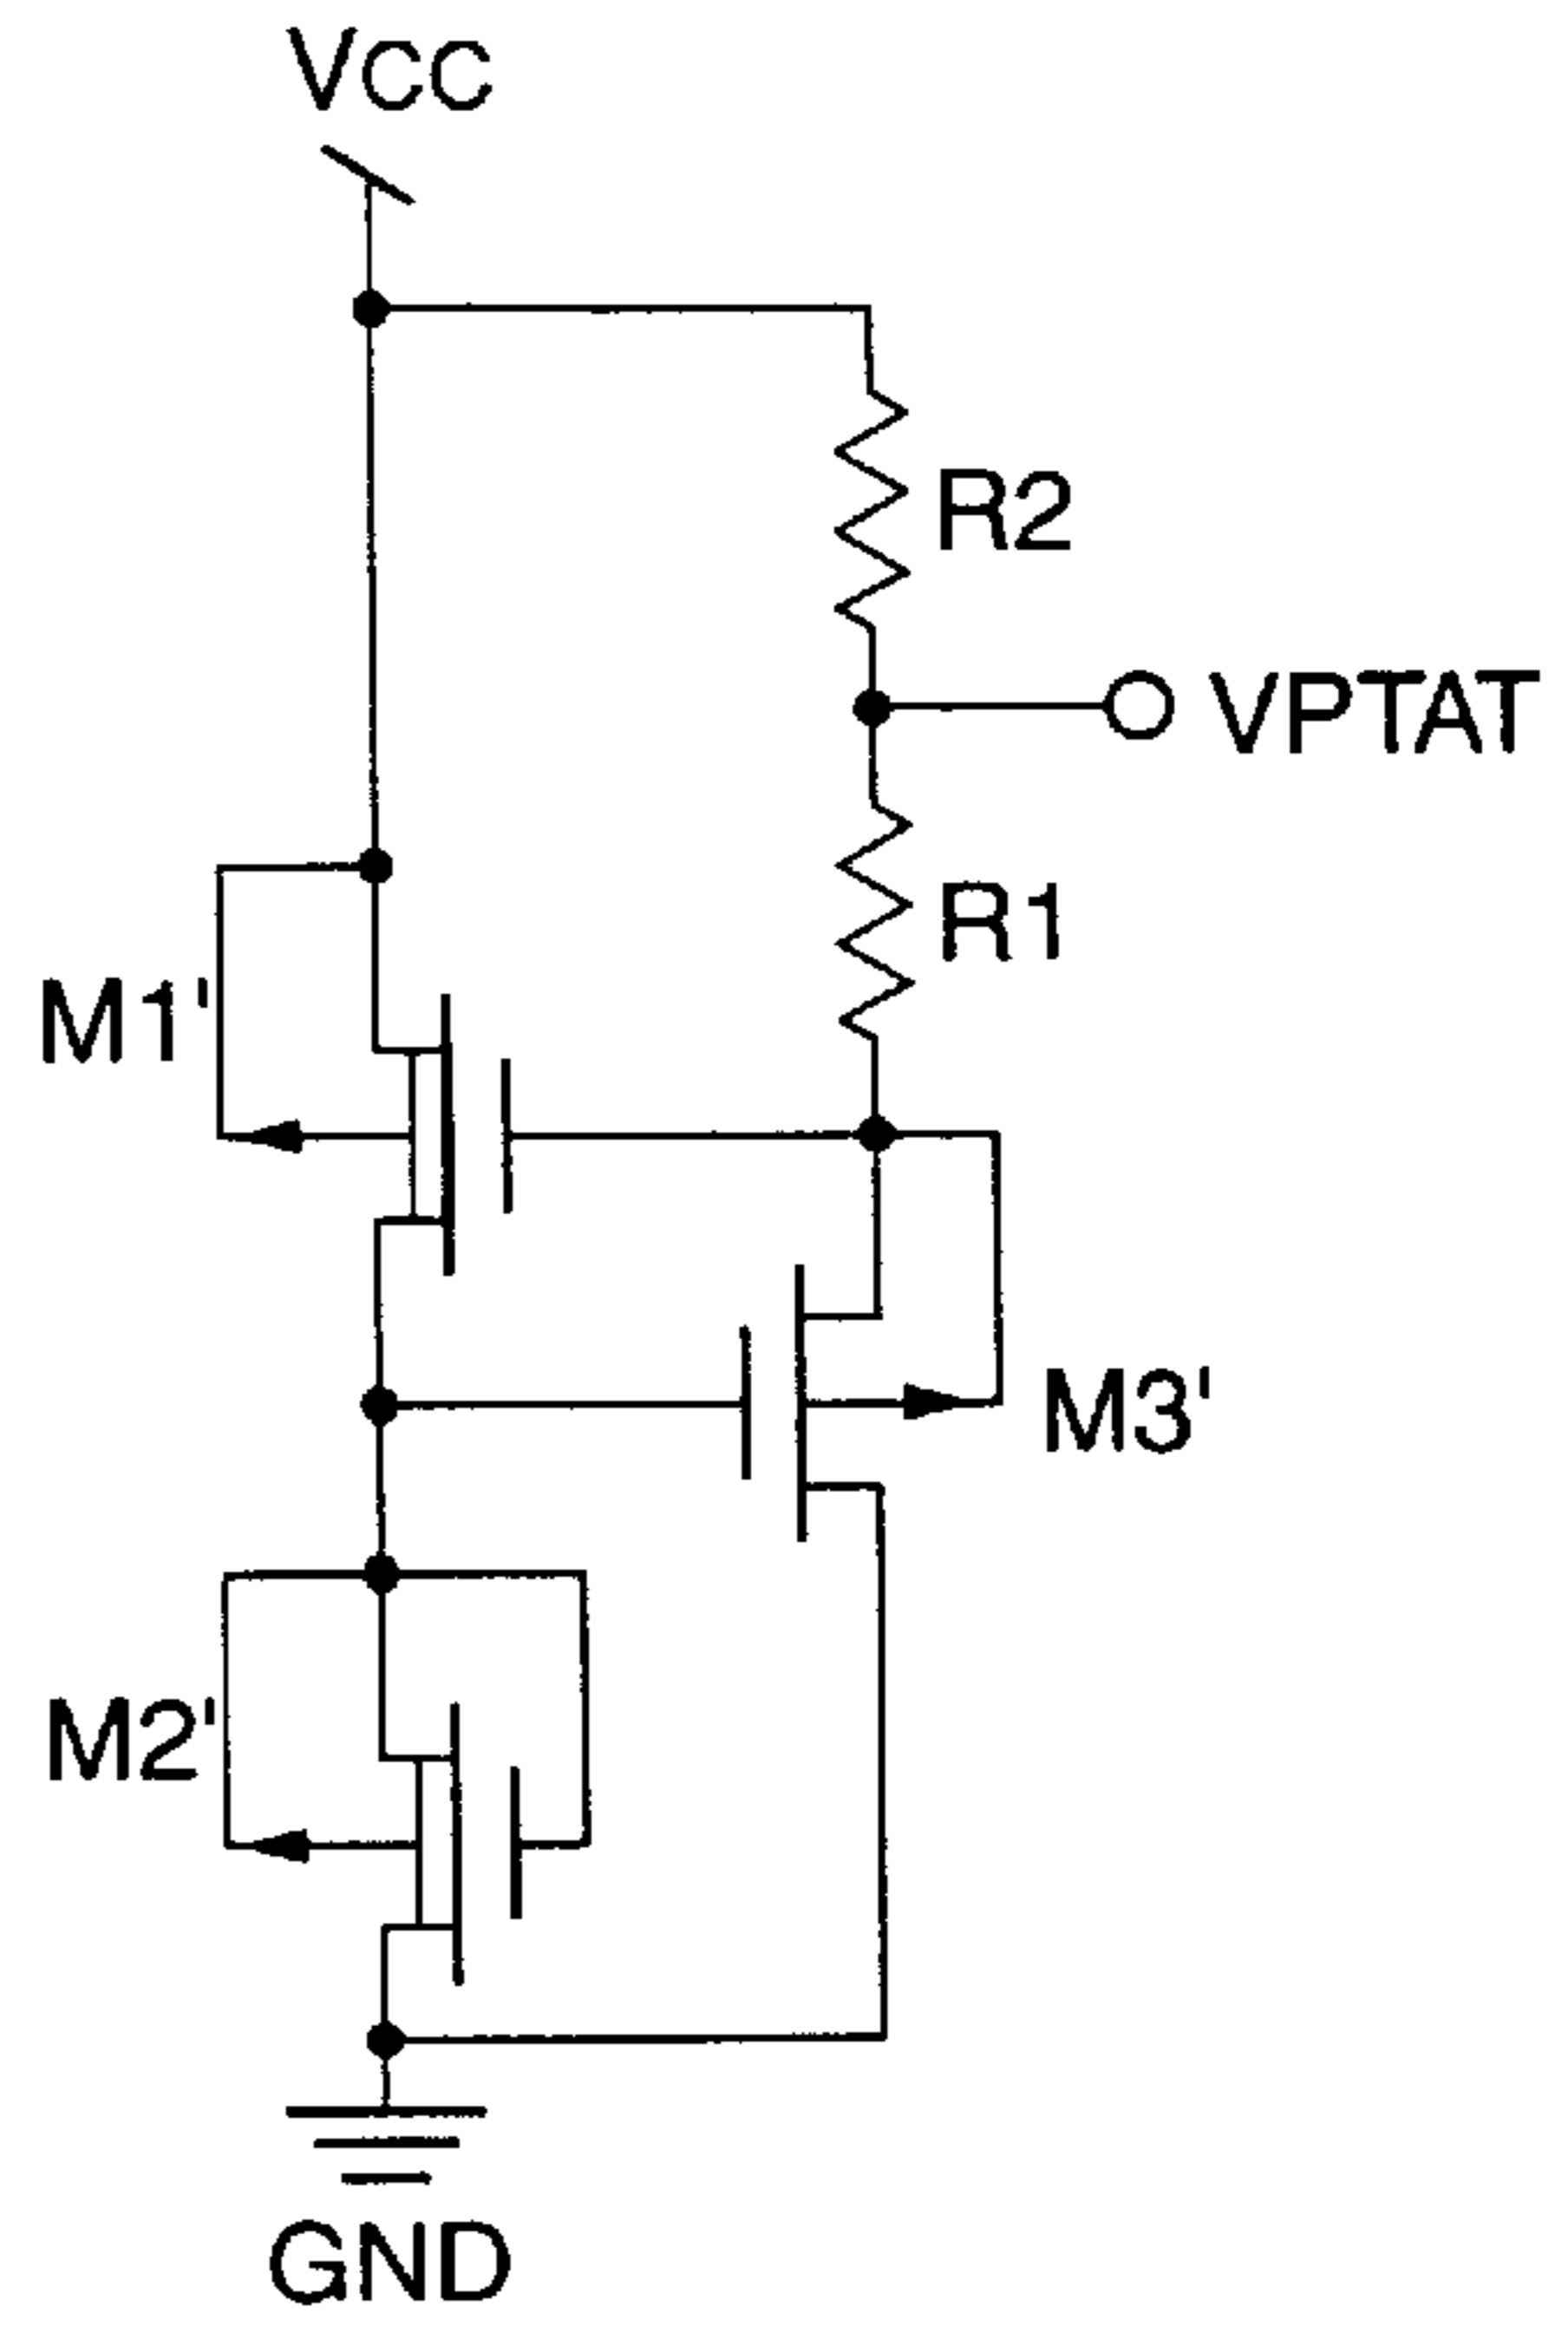 VCC
R2
VPTAT
R1
M1'
M3'
M2'
GND